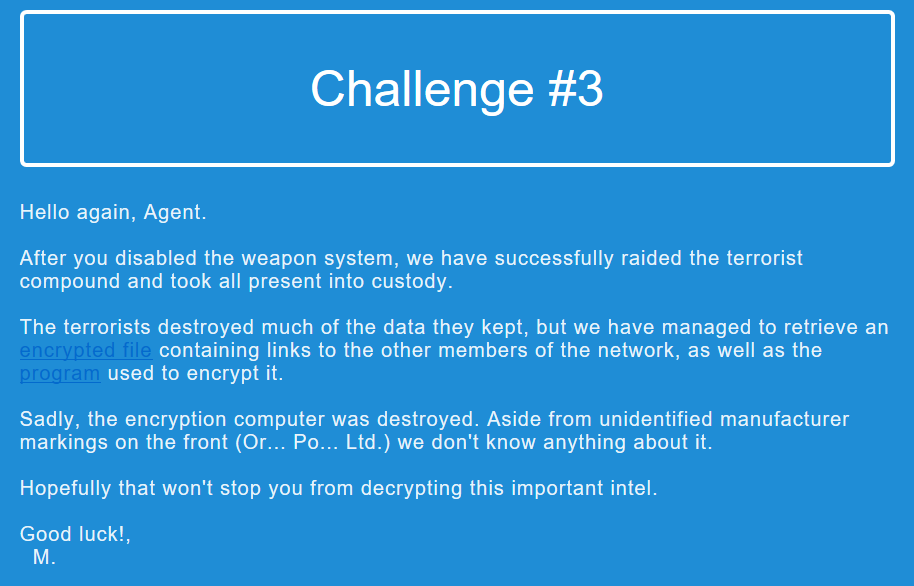 Challenge #3
Hello again, Agent.
After you disabled the weapon system, we have successfully raided the terrorist
compound and took all present into custody.
The terrorists destroyed much of the data they kept, but we have managed to retrieve an
encrypted file containing links to the other members of the network, as well as the
program used to encrypt it.
Sadly, the encryption computer was destroyed. Aside from unidentified manufacturer
markings on the front (Or... Po... Ltd.) we don't know anything about it.
Hopefully that won't stop you from decrypting this important intel.
Good luck!,
M.